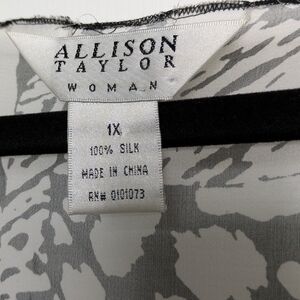 ALLISON
TAYLOR
WOMAN
1X
100% SILK
MADE IN CHINA
RN# 0101073